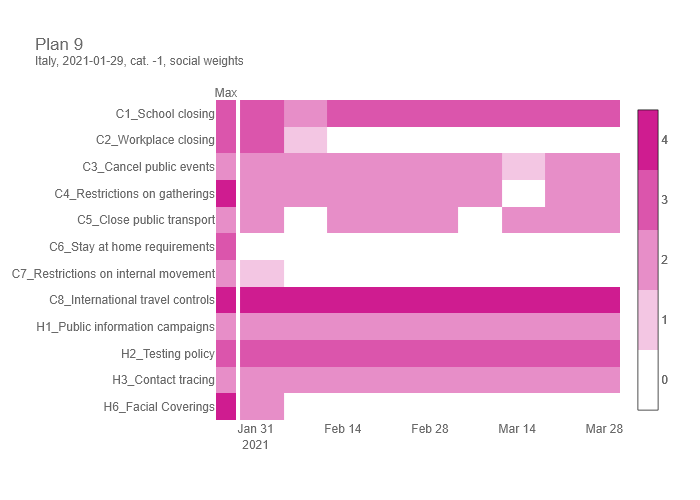 Plan 9
Italy, 2021-01-29, cat. -1, social weights
Max
C1_School closing
C2_Workplace closing
C3_Cancel public events
C4_Restrictions on gatherings
C5_Close public transport
C6_Stay at home requirements
C7_Restrictions on internal movement
C8_International travel controls
H1_Public information campaigns
H2_Testing policy
H3_Contact tracing
H6_Facial Coverings
Jan 31 Feb 14 Feb 28 Mar 14 Mar 28
2021
4
3
2
1
0